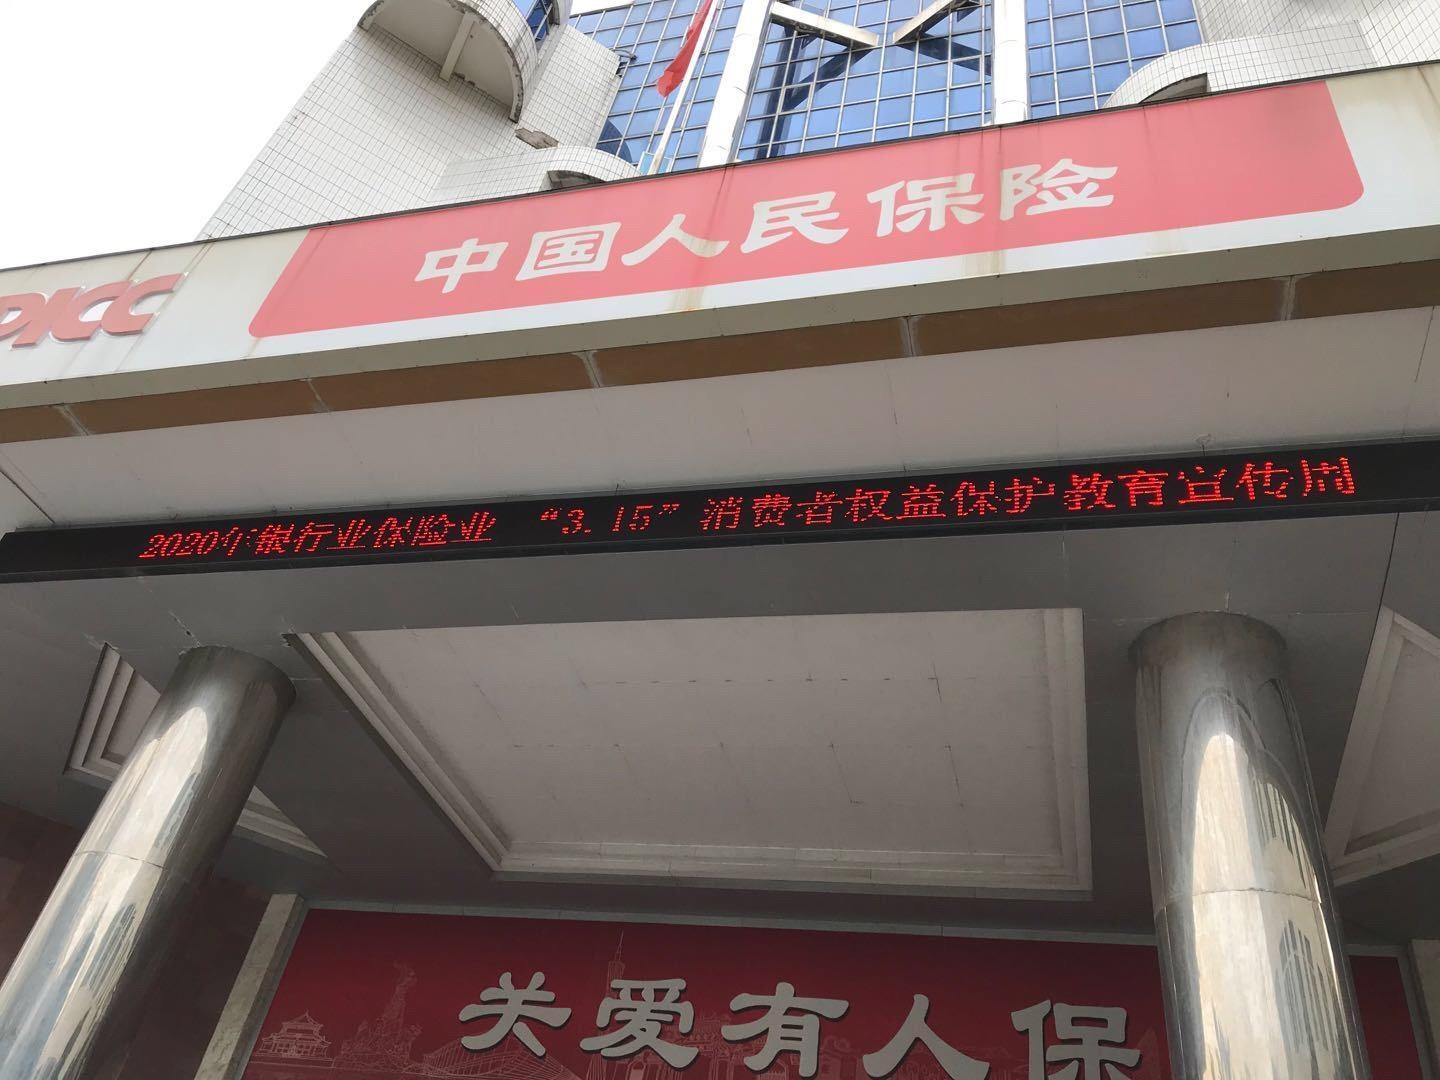 PICC 中国人民保险
2020年银行业保险业 “3.15”消费者权益保护教育宣传周
关爱有人保